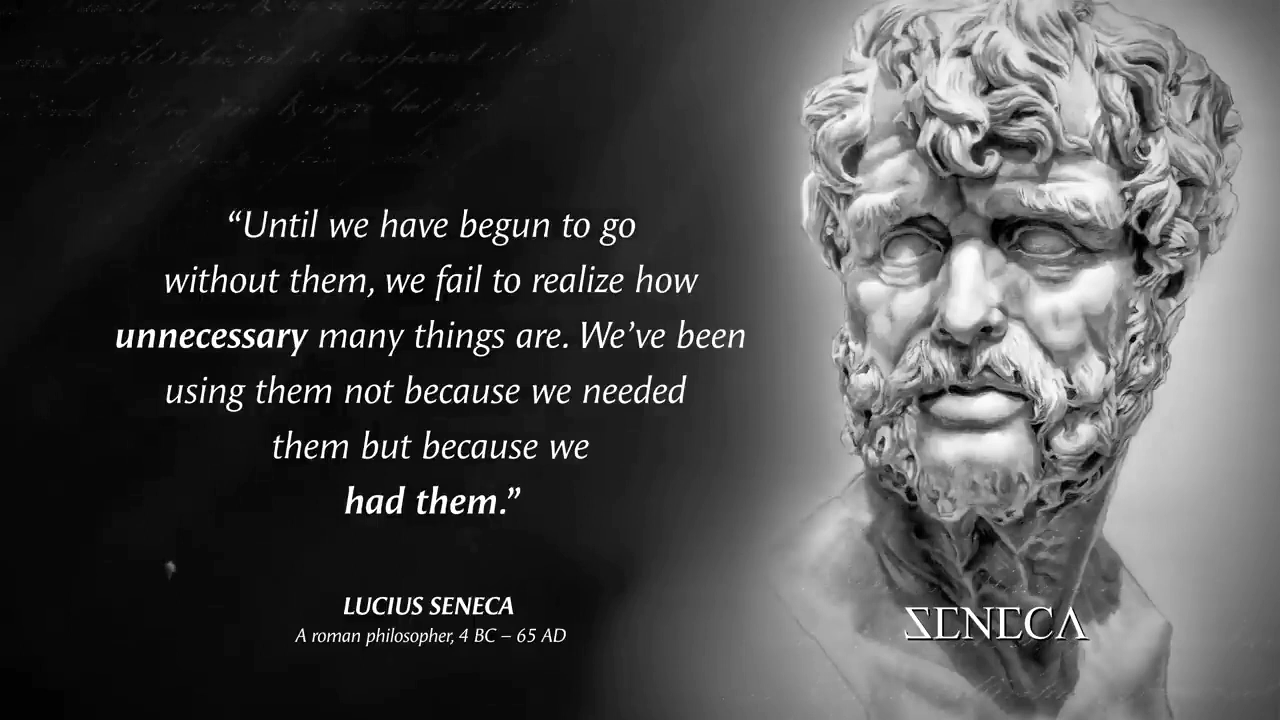 “Until we have begun to go
without them, we fail to realize how
unnecessary many things are. We’ve been
using them not because we needed
them but because we
had them.”
LUCIUS SENECA
A roman philosopher, 4 BC – 65 AD
SENECA